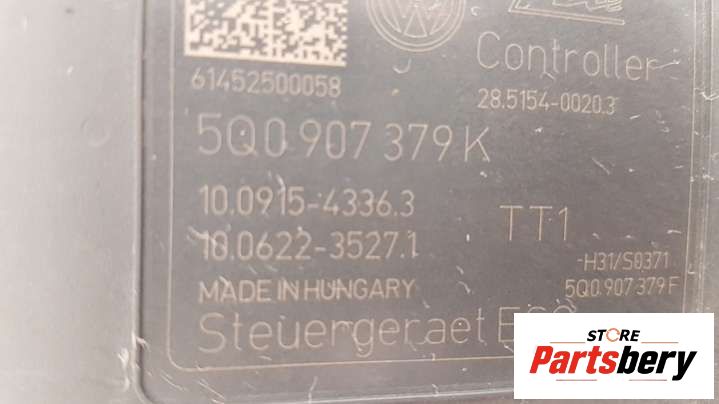 61452500058
Controller
28.5154-0020.3
5Q0 907 379 K
10.0915-4336.3
10.0622-3527.1
TT1
H31/S0371
MADE IN HUNGARY
5Q0 907 379 F
Steuergeraet
STORE
Partsbery